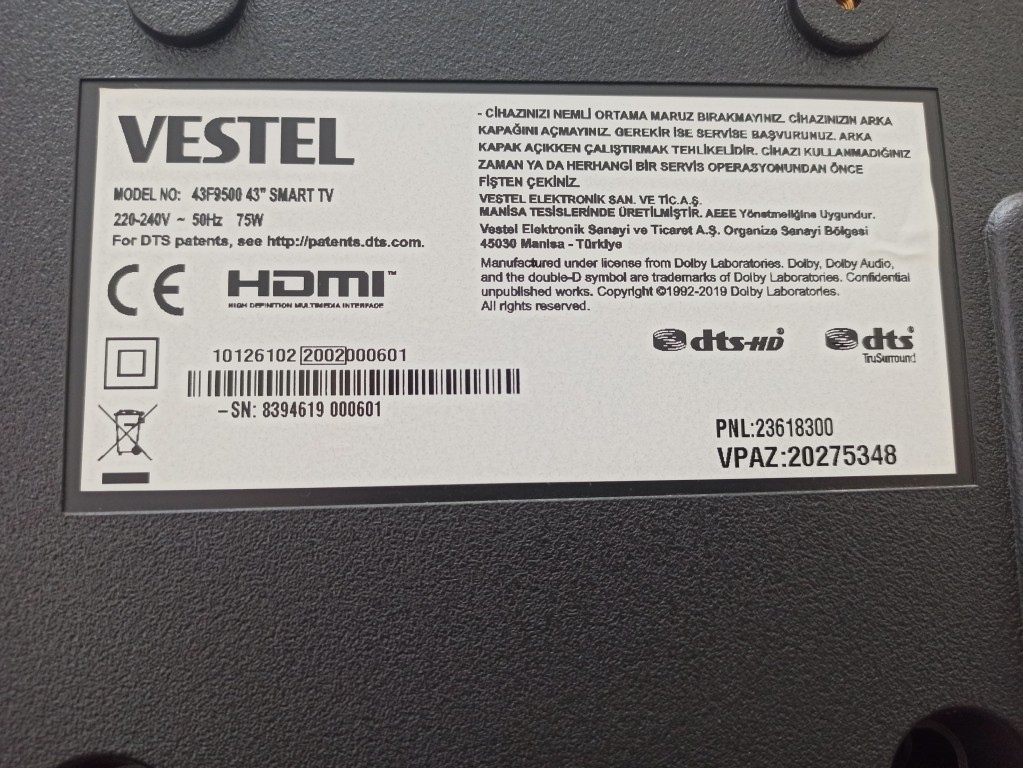 VESTEL
MODEL NO: 43F9500 43" SMART TV
220-240V ~ 50Hz 75W
For DTS patents, see http://patents.dts.com.
CE HDMI™
HIGH DEFINITION MULTIMEDIA INTERFACE
10126102 2002000601
-SN: 8394619 000601
- CİHAZINIZI NEMLİ ORTAMA MARUZ BIRAKMAYINIZ. CİHAZINIZIN ARKA
KAPAĞINI AÇMAYINIZ. GEREKİR İSE SERVİSE BAŞVURUNUZ. ARKA
KAPAK AÇIKKEN ÇALIŞTIRMAK TEHLİKELİDİR. CİHAZI KULLANMADIĞINIZ
ZAMAN YA DA HERHANGİ BİR SERVİS OPERASYONUNDAN ÖNCE
FİŞTEN ÇEKİNİZ.
VESTEL ELEKTRONİK SAN. VE TİC.A.Ş.
MANİSA TESİSLERİNDE ÜRETİLMİŞTİR. AEEE Yönetmeliğine Uygundur.
Vestel Elektronik Sanayi ve Ticaret A.Ş. Organize Sanayi Bölgesi
45030 Manisa - Türkiye
Manufactured under license from Dolby Laboratories. Dolby, Dolby Audio,
and the double-D symbol are trademarks of Dolby Laboratories. Confidential
unpublished works. Copyright ©1992-2019 Dolby Laboratories.
All rights reserved.
dts-HD® dts®
TruSurround
PNL:23618300
VPAZ:20275348